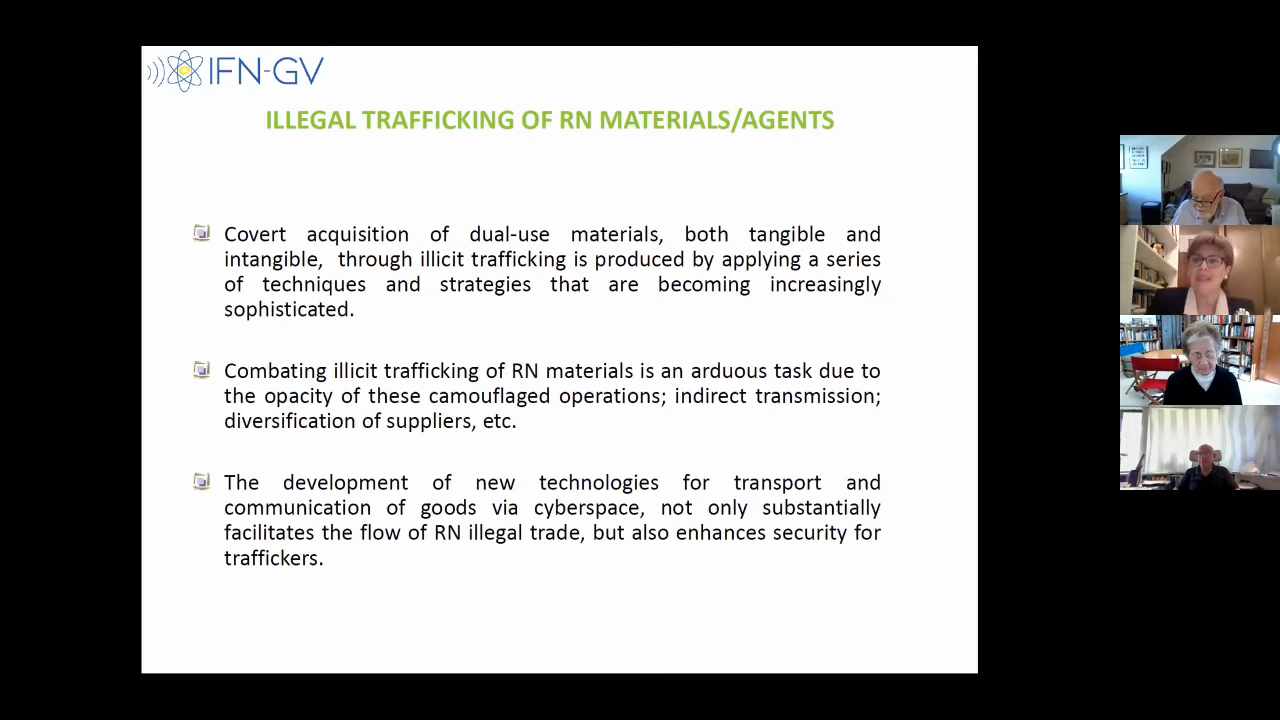 IFN-GV
ILLEGAL TRAFFICKING OF RN MATERIALS/AGENTS
Covert acquisition of dual-use materials, both tangible and
intangible, through illicit trafficking is produced by applying a series
of techniques and strategies that are becoming increasingly
sophisticated.
Combating illicit trafficking of RN materials is an arduous task due to
the opacity of these camouflaged operations; indirect transmission;
diversification of suppliers, etc.
The development of new technologies for transport and
communication of goods via cyberspace, not only substantially
facilitates the flow of RN illegal trade, but also enhances security for
traffickers.